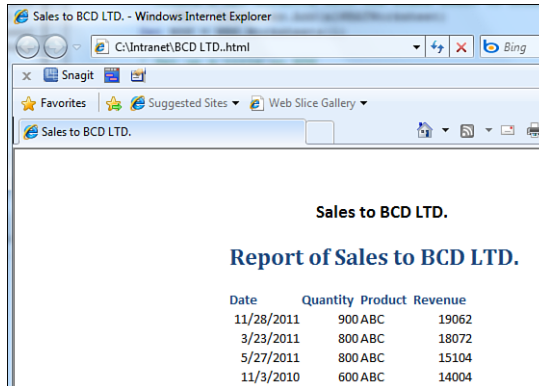 Sales to BCD LTD. - Windows Internet Explorer
C:\Intranet\BCD LTD..html
Bing
x Snagit
Favorites Suggested Sites Web Slice Gallery
Sales to BCD LTD.
Sales to BCD LTD.
Report of Sales to BCD LTD.
Date Quantity Product Revenue
11/28/2011 900 ABC 19062
3/23/2011 800 ABC 18072
5/27/2011 800 ABC 15104
11/3/2010 600 ABC 14004